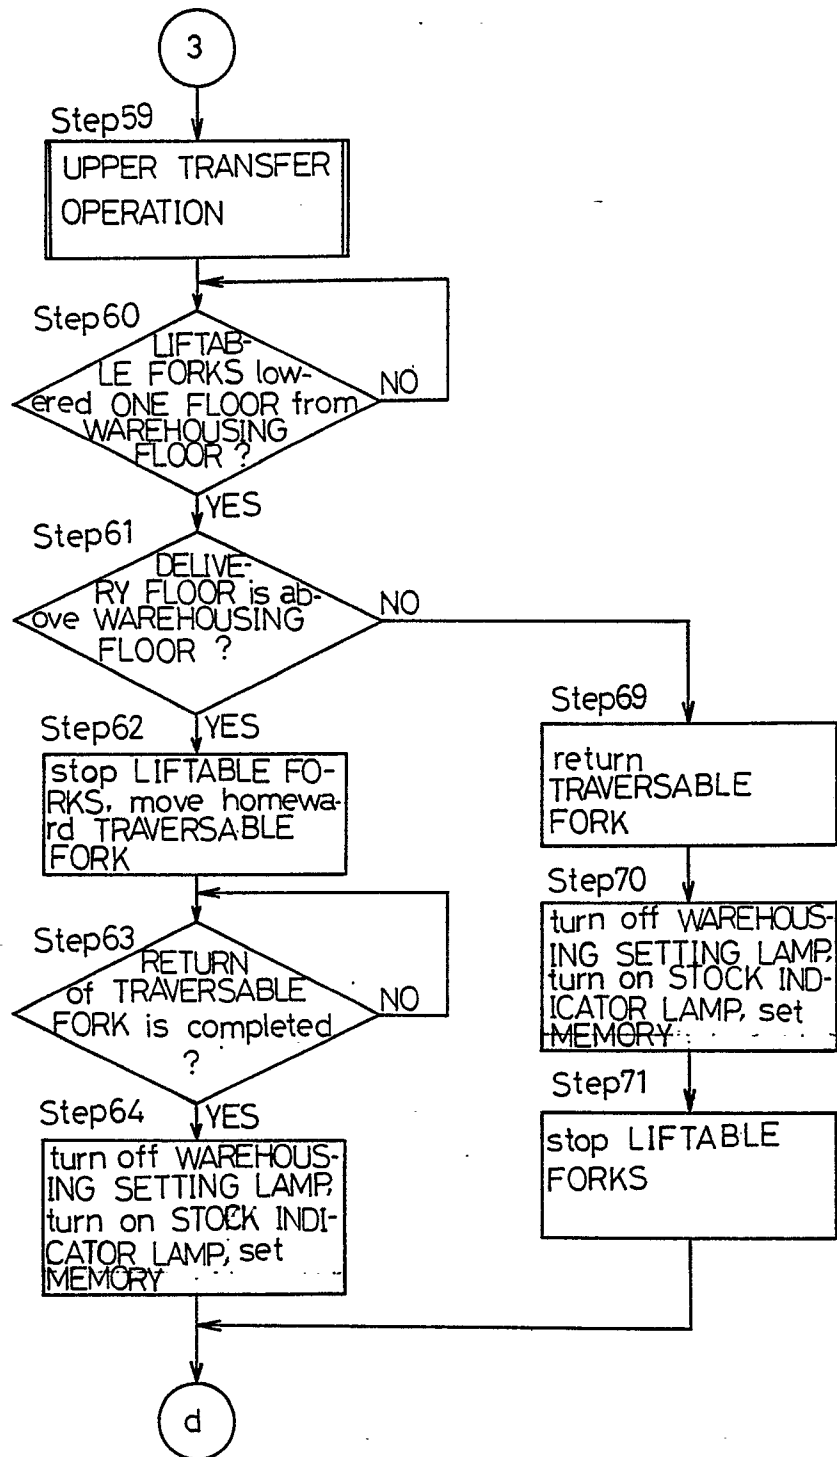 3
Step59
UPPER TRANSFER
OPERATION
Step60
LIFTAB-
LE FORKS low-
ered ONE FLOOR from
WAREHOUSING
FLOOR ?
NO
YES
Step61
DELIVE-
RY FLOOR is ab-
ove WAREHOUSING
FLOOR ?
NO
YES
Step62
stop LIFTABLE FO-
RKS, move homewa-
rd TRAVERSABLE
FORK
Step63
RETURN
of TRAVERSABLE
FORK is completed
?
NO
YES
Step64
turn off WAREHOUS-
ING SETTING LAMP,
turn on STOCK INDI-
CATOR LAMP, set
MEMORY
Step69
return
TRAVERSABLE
FORK
Step70
turn off WAREHOUS-
ING SETTING LAMP,
turn on STOCK IND-
ICATOR LAMP, set
MEMORY
Step71
stop LIFTABLE
FORKS
d